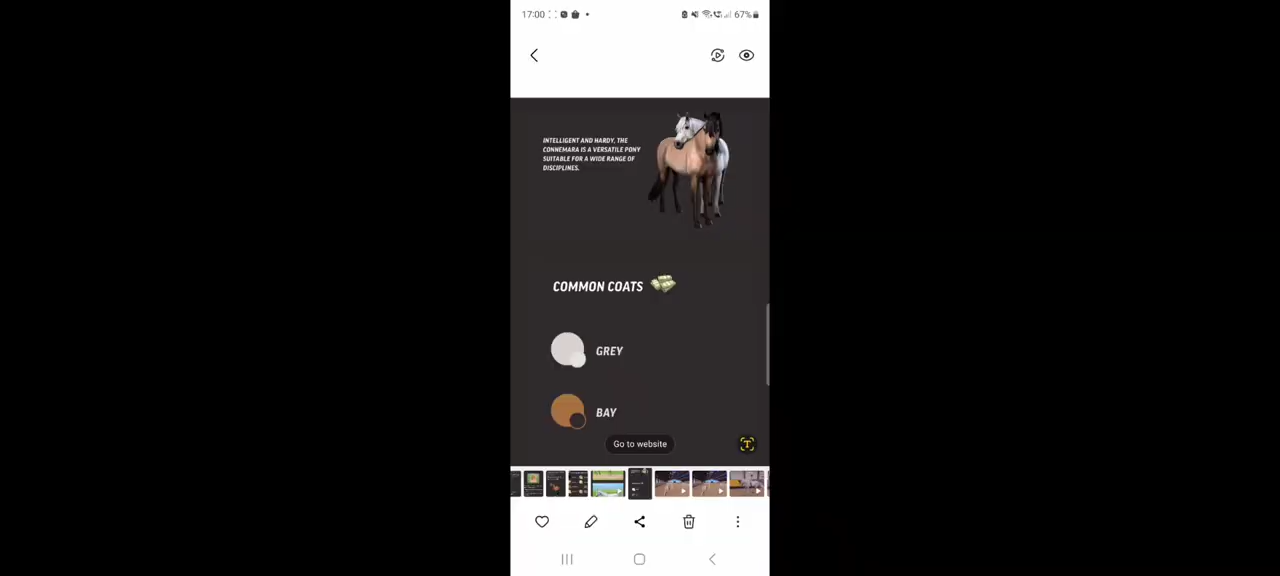 17:00
67%
INTELLIGENT AND HARDY, THE
CONNEMARA IS A VERSATILE PONY
SUITABLE FOR A WIDE RANGE OF
DISCIPLINES.
COMMON COATS
GREY
BAY
Go to website
T